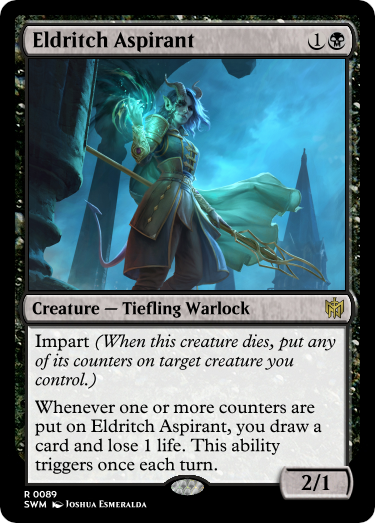 Eldritch Aspirant 1
Creature — Tiefling Warlock
Impart (When this creature dies, put any
of its counters on target creature you
control.)
Whenever one or more counters are
put on Eldritch Aspirant, you draw a
card and lose 1 life. This ability
triggers once each turn.
2/1
R 0089
SWM Joshua Esmeralda